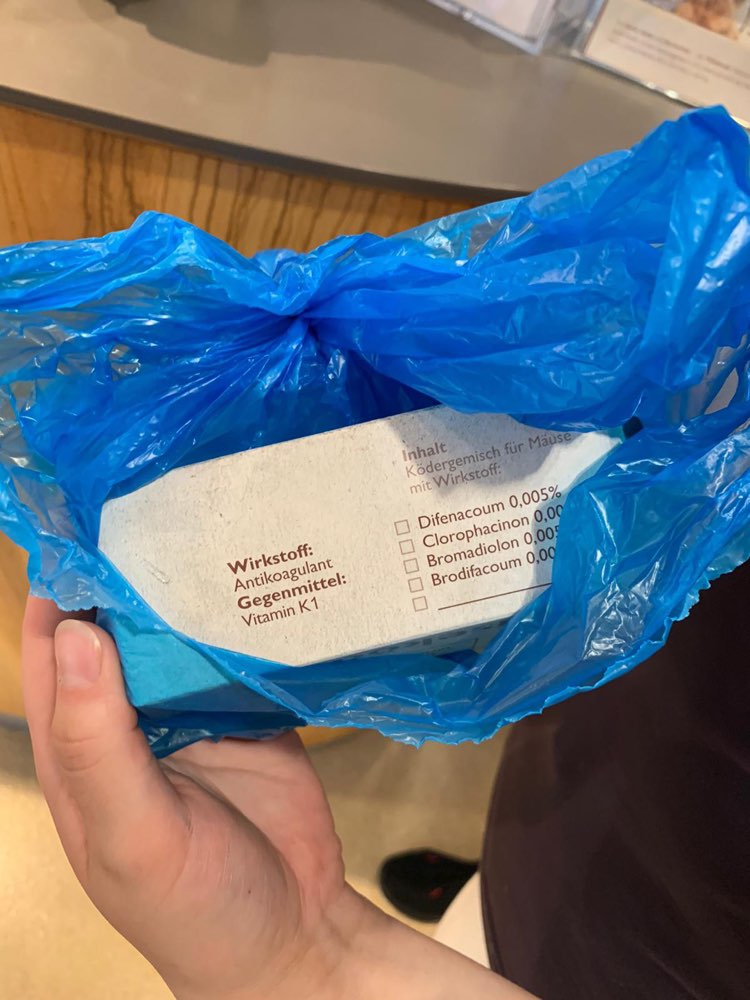 Wirkstoff:
Antikoagulant
Gegenmittel:
Vitamin K1
Inhalt
Ködergemisch für Mäuse
mit Wirkstoff:
Difenacoum 0,005%
Clorophacinon 0,00
Bromadiolon 0,005
Brodifacoum 0,00